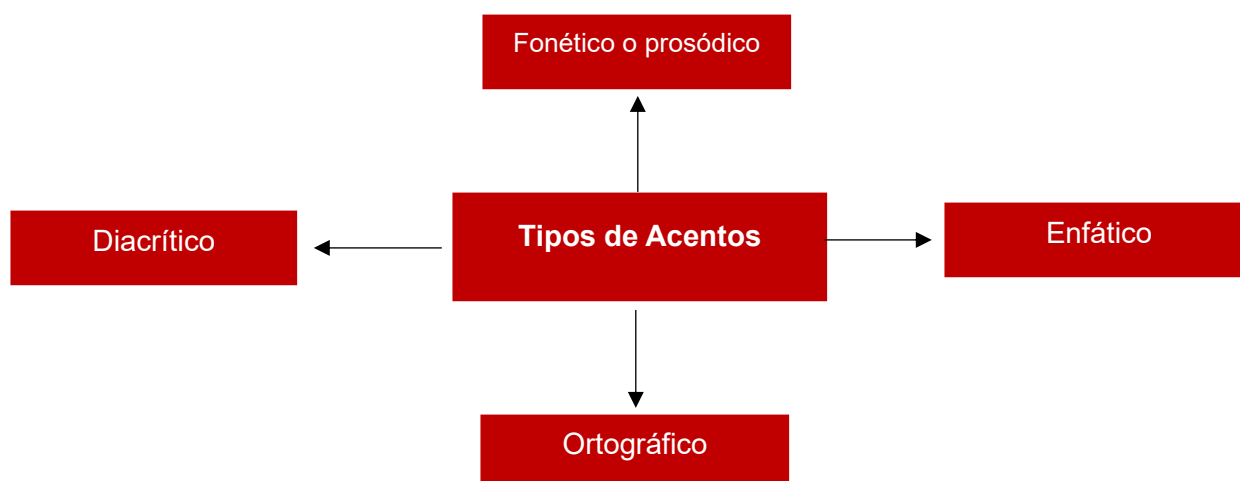 Fonético o prosódico
Diacrítico
Tipos de Acentos
Enfático
Ortográfico